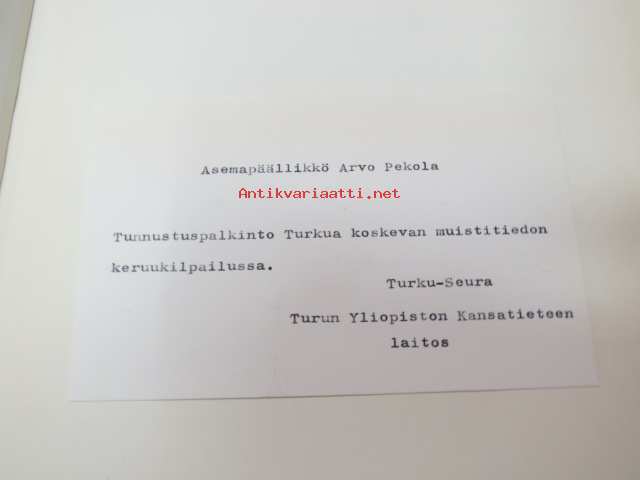 Asemapäällikkö Arvo Pekola
Antikvariaatti.net
Tunnustuspalkinto Turkua koskevan muistitiedon
keruukilpailussa.
Turku-Seura
Turun Yliopiston Kansatieteen
laitos